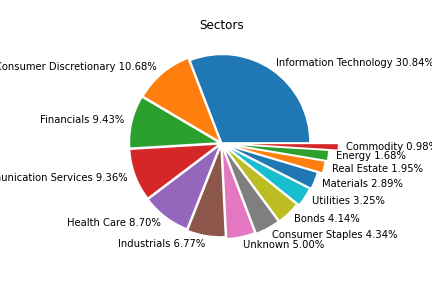 Sectors
Information Technology 30.84%
Consumer Discretionary 10.68%
Financials 9.43%
munication Services 9.36%
Health Care 8.70%
Industrials 6.77%
Unknown 5.00%
Consumer Staples 4.34%
Bonds 4.14%
Utilities 3.25%
Materials 2.89%
Real Estate 1.95%
Energy 1.68%
Commodity 0.98%